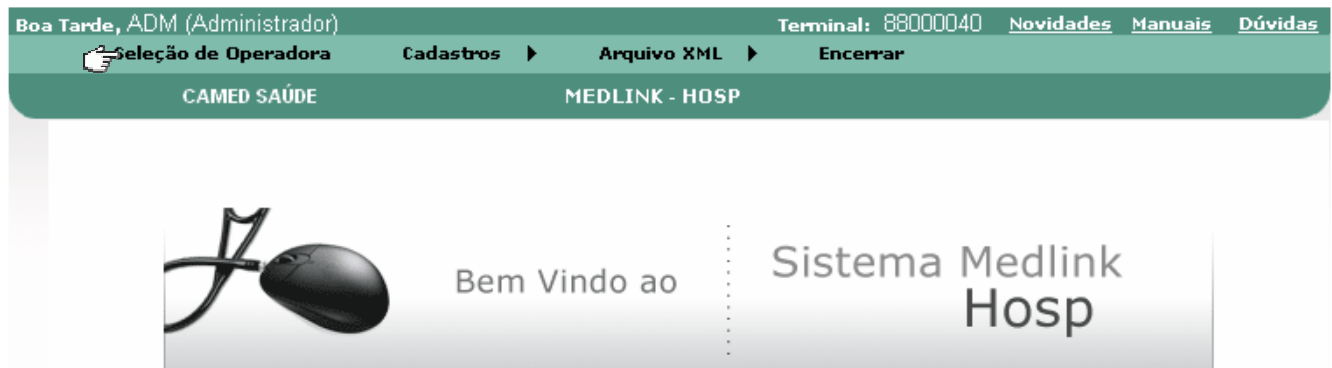 Boa Tarde, ADM (Administrador) Terminal: 88000040 Novidades Manuais Dúvidas
Seleção de Operadora Cadastros Arquivo XML Encerrar
CAMED SAÚDE MEDLINK - HOSP
Bem Vindo ao Sistema Medlink
Hosp